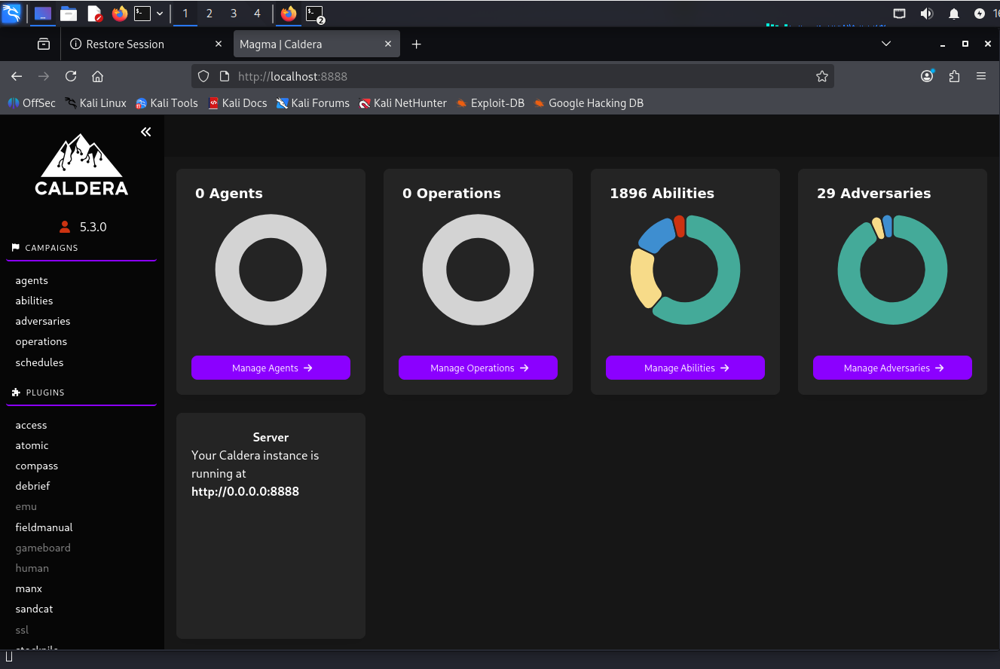 1 2 3 4
2
Restore Session
Magma | Caldera
http://localhost:8888
OffSec Kali Linux Kali Tools Kali Docs Kali Forums Kali NetHunter Exploit-DB Google Hacking DB
CALDERA
5.3.0
CAMPAIGNS
agents
abilities
adversaries
operations
schedules
PLUGINS
access
atomic
compass
debrief
emu
fieldmanual
gameboard
human
manx
sandcat
ssl
0 Agents
Manage Agents
0 Operations
Manage Operations
1896 Abilities
Manage Abilities
29 Adversaries
Manage Adversaries
Server
Your Caldera instance is
running at
http://0.0.0.0:8888